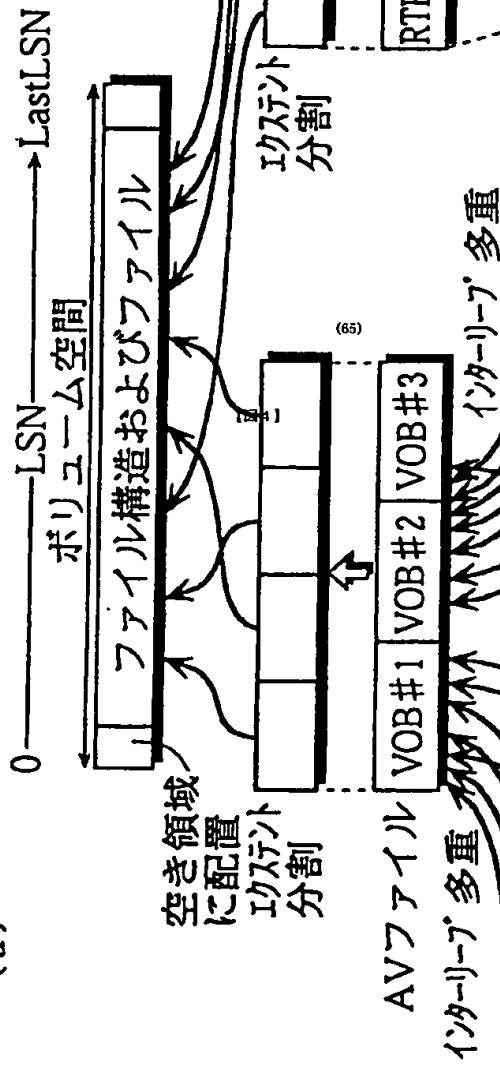 0 LSN LastLSN
ボリューム空間
ファイル構造およびファイル
空き領域
に配置
エクステント
分割
エクステント
分割
(65)
AVファイル
VOB#1 VOB#2 VOB#3
インターリーブ多重
インターリーブ多重